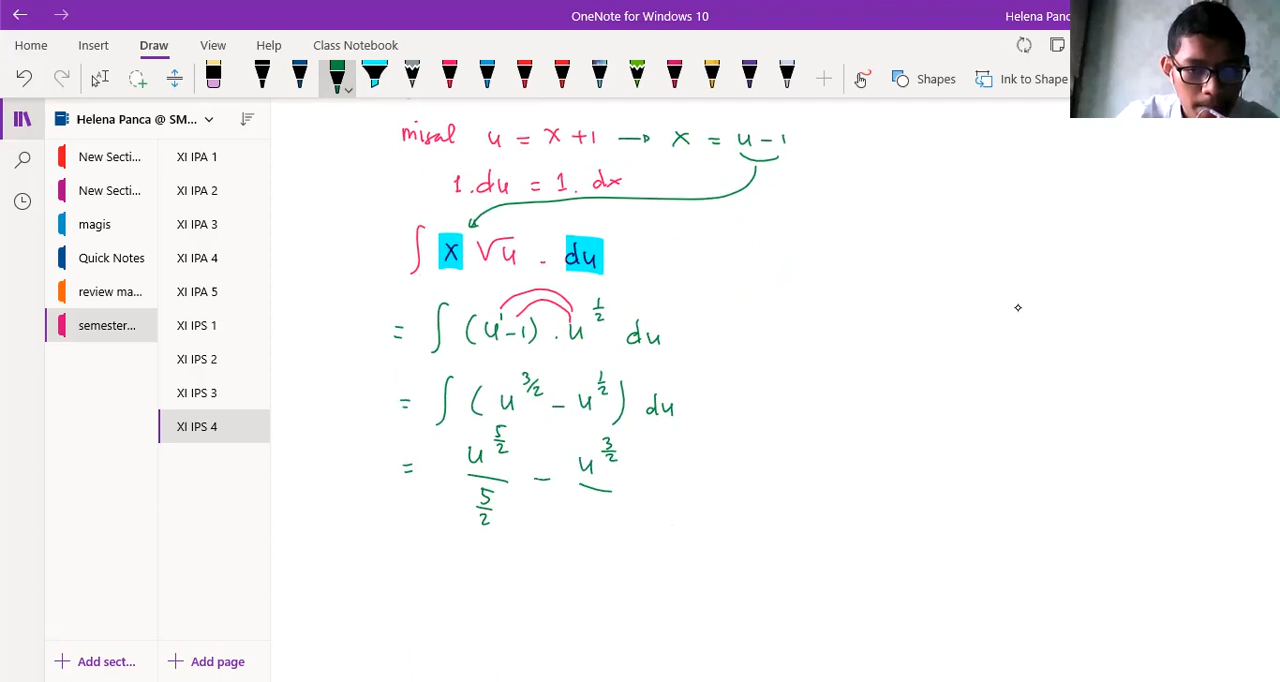 OneNote for Windows 10
Helena Panca
Home Insert Draw View Help Class Notebook
Shapes Ink to Shape
Helena Panca @ SM...
New Secti...
New Secti...
magis
Quick Notes
review ma...
semester...
XI IPA 1
XI IPA 2
XI IPA 3
XI IPA 4
XI IPA 5
XI IPS 1
XI IPS 2
XI IPS 3
XI IPS 4
Add sect...
Add page
misal u = x + 1 → x = u - 1
1. du = 1. dx
∫ x √u . du
= ∫ (u¹ - 1) . u^(1/2) du
= ∫ (u^(3/2) - u^(1/2)) du
= u^(5/2) / (5/2) - u^(3/2) /